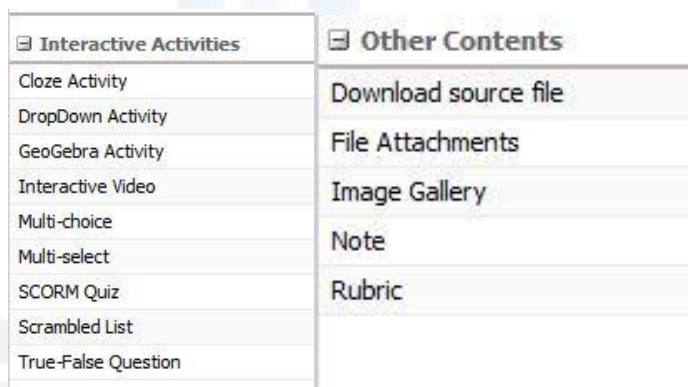 Interactive Activities
Cloze Activity
DropDown Activity
GeoGebra Activity
Interactive Video
Multi-choice
Multi-select
SCORM Quiz
Scrambled List
True-False Question
Other Contents
Download source file
File Attachments
Image Gallery
Note
Rubric